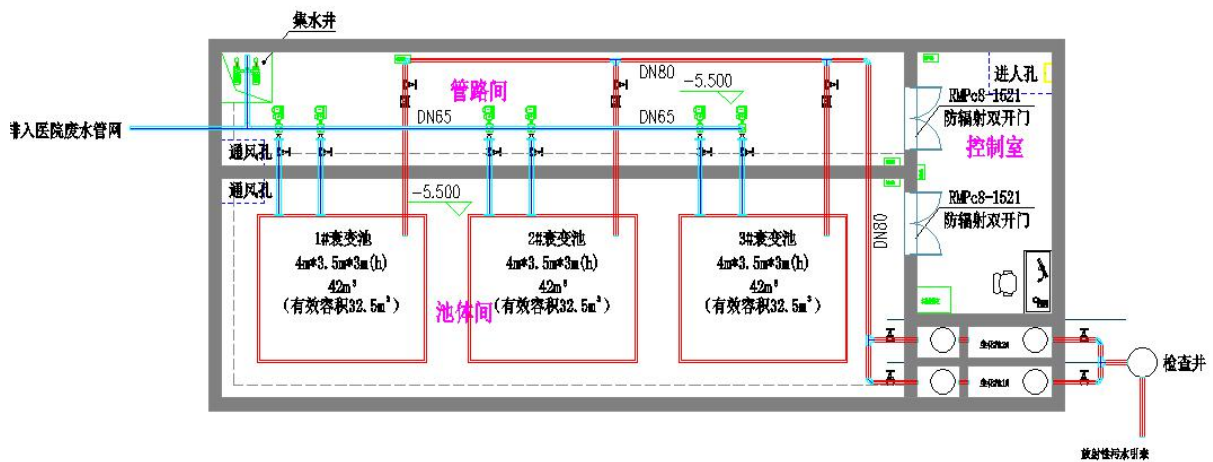 集水井
进人孔
DN80
-5.500
管路间
RMPc8-1521
防辐射双开门
控制室
DN65
DN65
排入医院废水管网
通风孔
通风孔
-5.500
RMPc8-1521
防辐射双开门
DN80
1#衰变池
4m*3.5m*3m(h)
42m³
(有效容积32.5m³)
2#衰变池
4m*3.5m*3m(h)
42m³
(有效容积32.5m³)
3#衰变池
4m*3.5m*3m(h)
42m³
(有效容积32.5m³)
池体间
检查井
放射性污水引来